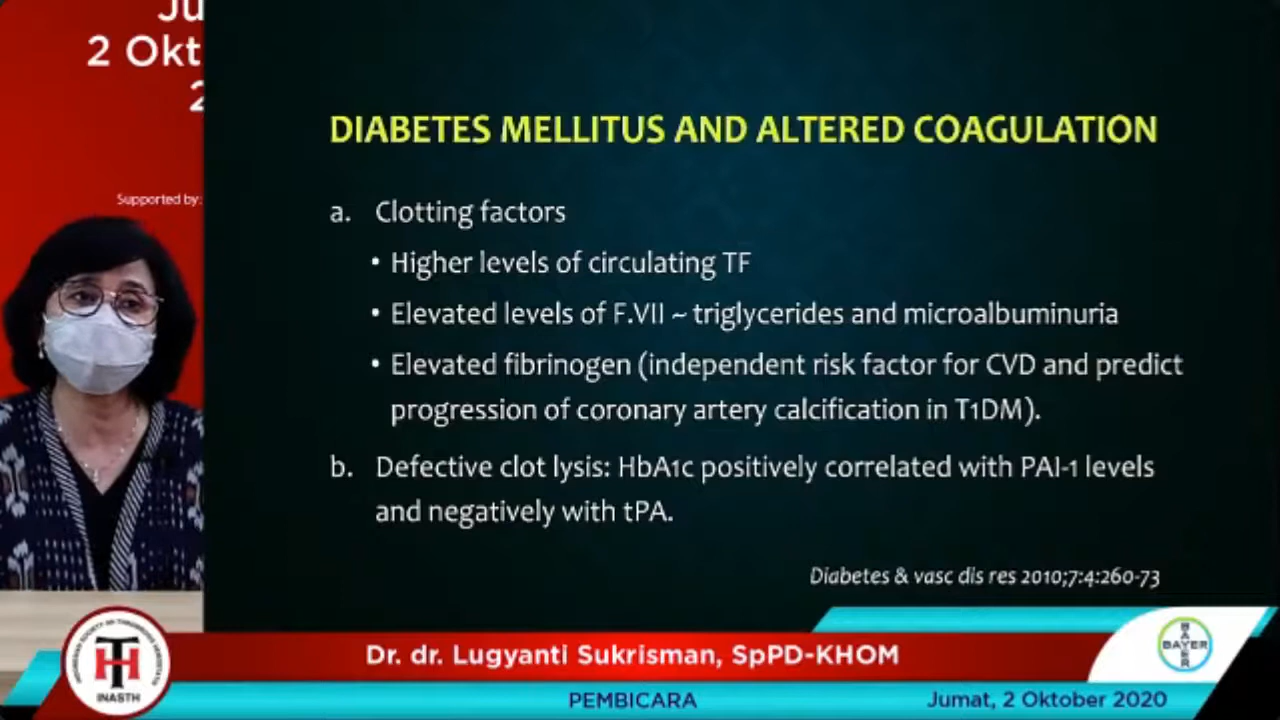 Ju
2 Okt
2
Supported by:
DIABETES MELLITUS AND ALTERED COAGULATION
a. Clotting factors
• Higher levels of circulating TF
• Elevated levels of F.VII ~ triglycerides and microalbuminuria
• Elevated fibrinogen (independent risk factor for CVD and predict
progression of coronary artery calcification in T1DM).
b. Defective clot lysis: HbA1c positively correlated with PAI-1 levels
and negatively with tPA.
Diabetes & vasc dis res 2010;7:4:260-73
INASTH
Dr. dr. Lugyanti Sukrisman, SpPD-KHOM
BAYER
BAYER
PEMBICARA
Jumat, 2 Oktober 2020